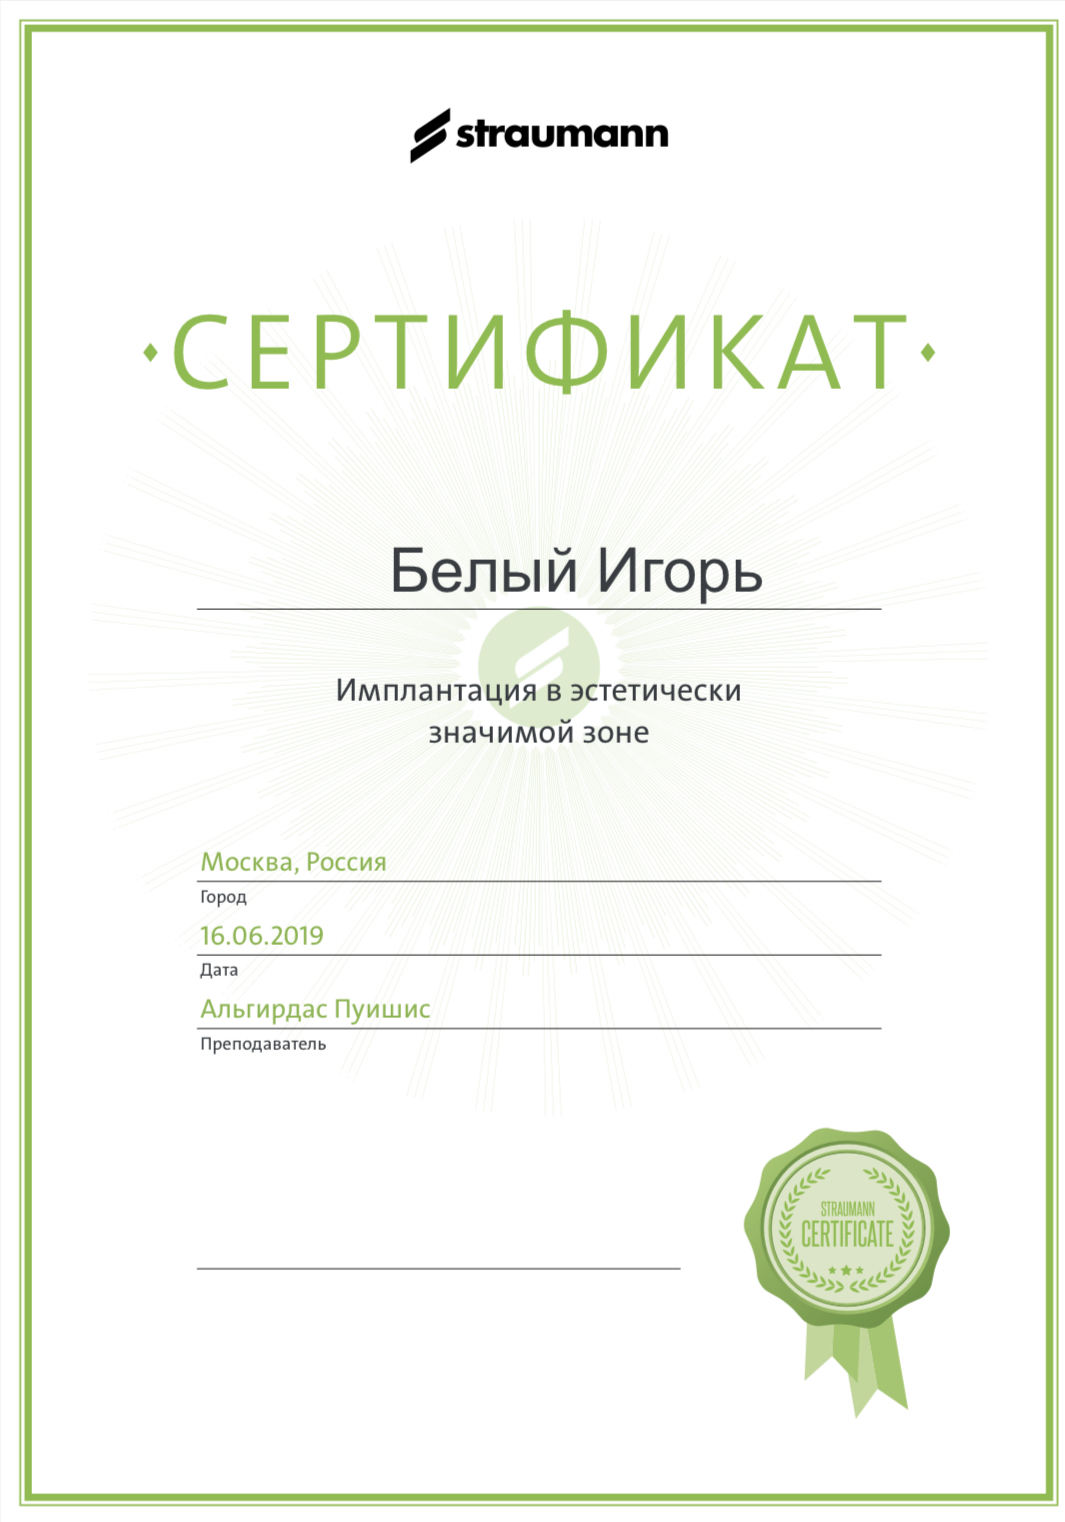 straumann
СЕРТИФИКАТ
Белый Игорь
Имплантация в эстетически
значимой зоне
Москва, Россия
Город
16.06.2019
Дата
Альгирдас Пуишис
Преподаватель
STRAUMANN
CERTIFICATE